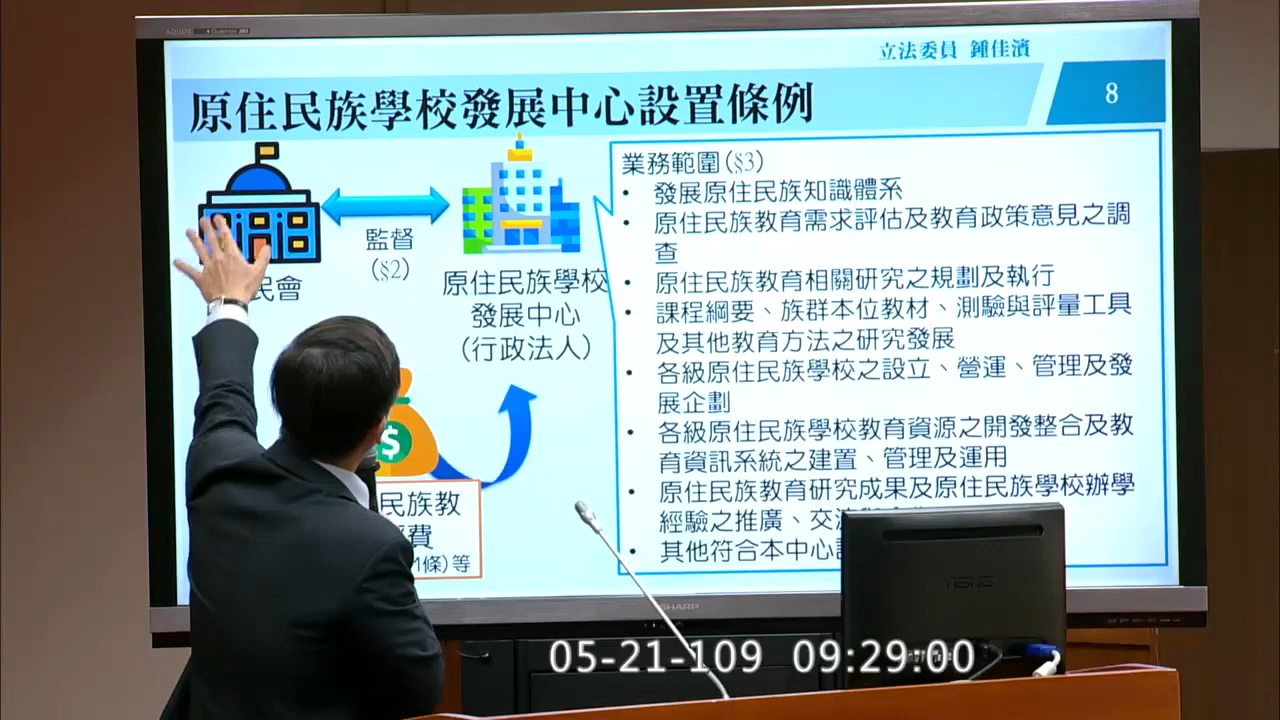 立法委員 鍾佳濱
原住民族學校發展中心設置條例
8
監督
(§2)
民會
原住民族學校
發展中心
(行政法人)
民族教
費
條)等
業務範圍(§3)
• 發展原住民族知識體系
• 原住民族教育需求評估及教育政策意見之調
查
• 原住民族教育相關研究之規劃及執行
• 課程綱要、族群本位教材、測驗與評量工具
及其他教育方法之研究發展
• 各級原住民族學校之設立、營運、管理及發
展企劃
• 各級原住民族學校教育資源之開發整合及教
育資訊系統之建置、管理及運用
• 原住民族教育研究成果及原住民族學校辦學
經驗之推廣、交
• 其他符合本中心
SHARP
ASUS
05-21-109 09:29:00